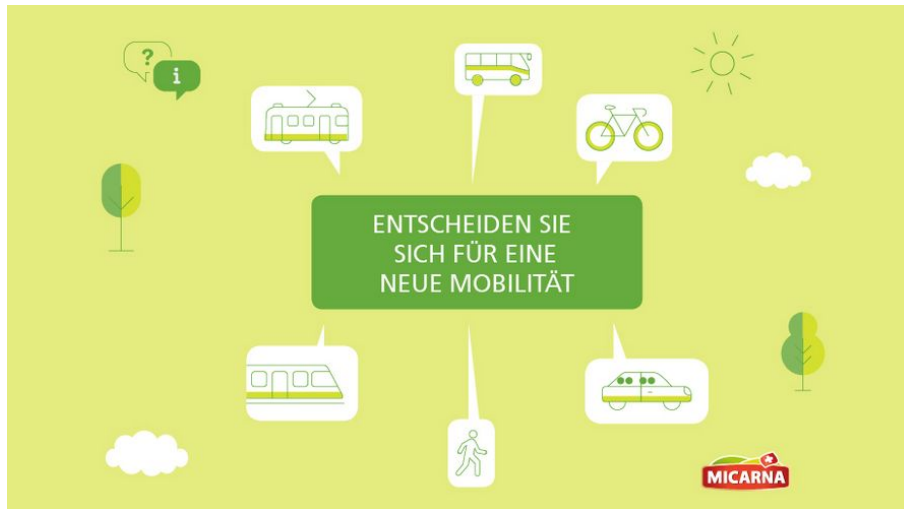 ?
i
ENTSCHEIDEN SIE
SICH FÜR EINE
NEUE MOBILITÄT
MICARNA